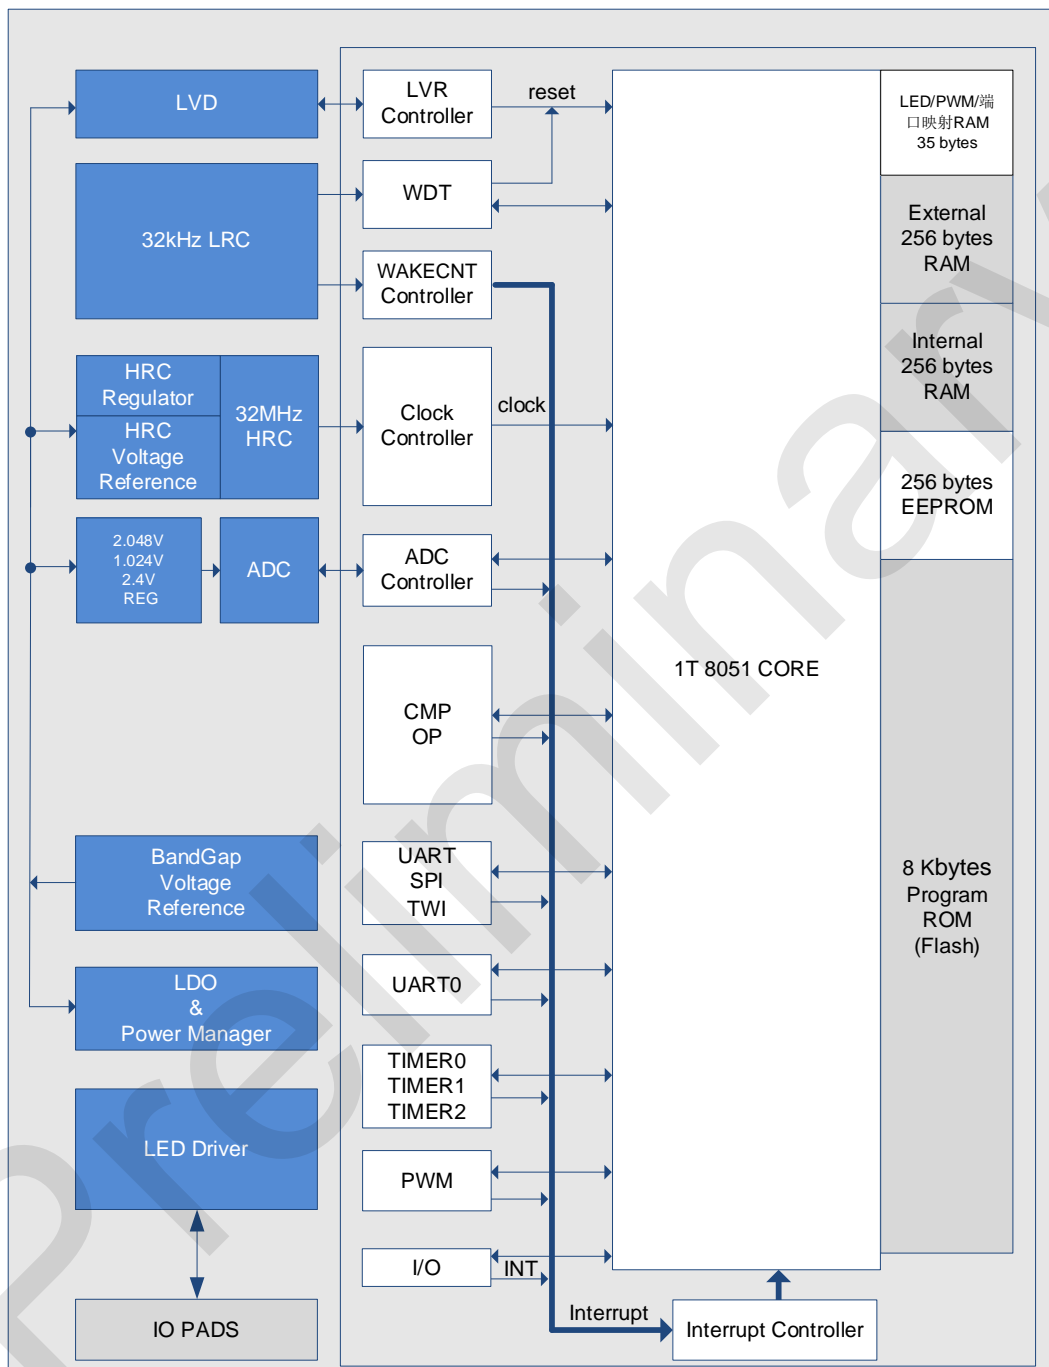 LVD
LVR
Controller
reset
LED/PWM/端
口映射RAM
35 bytes
32kHz LRC
WDT
WAKECNT
Controller
External
256 bytes
RAM
Internal
256 bytes
RAM
HRC
Regulator
HRC
Voltage
Reference
32MHz
HRC
Clock
Controller
clock
256 bytes
EEPROM
2.048V
1.024V
2.4V
REG
ADC
ADC
Controller
CMP
OP
1T 8051 CORE
BandGap
Voltage
Reference
UART
SPI
TWI
8 Kbytes
Program
ROM
(Flash)
LDO
&
Power Manager
UART0
TIMER0
TIMER1
TIMER2
LED Driver
PWM
I/O
INT
IO PADS
Interrupt
Interrupt Controller
Preliminary